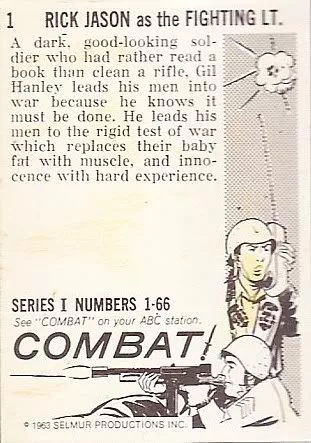 1 RICK JASON as the FIGHTING LT.
A dark, good-looking sol-
dier who had rather read a
book than clean a rifle, Gil
Hanley leads his men into
war because he knows it
must be done. He leads his
men to the rigid test of war
which replaces their baby
fat with muscle, and inno-
cence with hard experience.
SERIES I NUMBERS 1-66
See "COMBAT" on your ABC station.
COMBAT!
© 1963 SELMUR PRODUCTIONS INC.